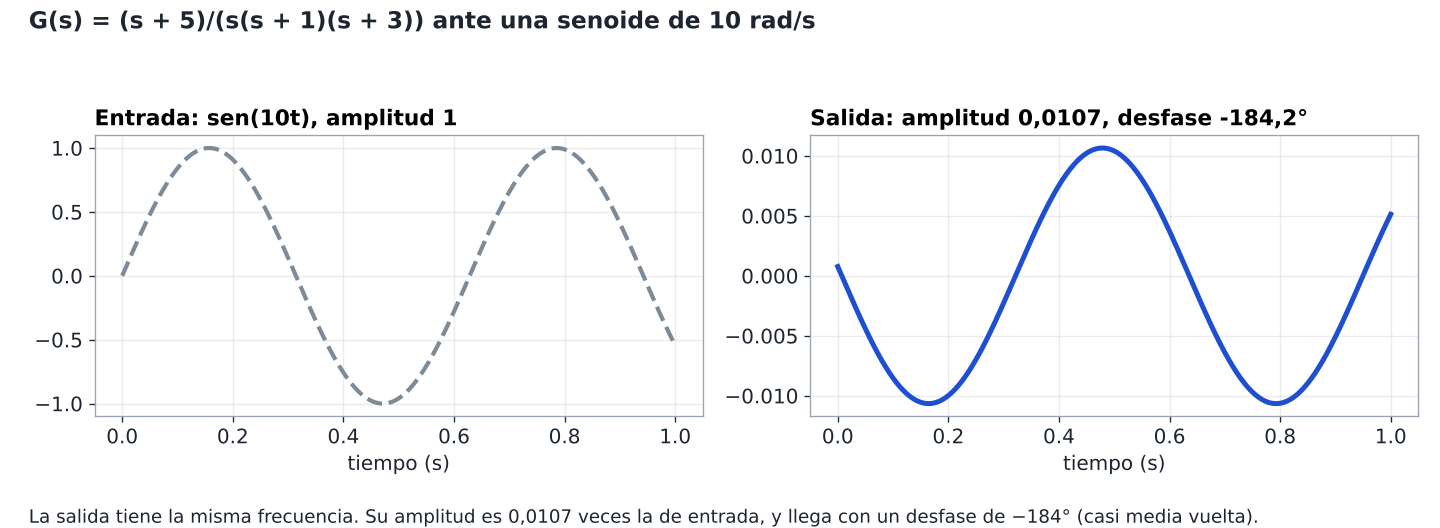 G(s) = (s + 5)/(s(s + 1)(s + 3)) ante una senoide de 10 rad/s
Entrada: sen(10t), amplitud 1
1.0
0.5
0.0
−0.5
−1.0
0.0 0.2 0.4 0.6 0.8 1.0
tiempo (s)
Salida: amplitud 0,0107, desfase -184,2°
0.010
0.005
0.000
−0.005
−0.010
0.0 0.2 0.4 0.6 0.8 1.0
tiempo (s)
La salida tiene la misma frecuencia. Su amplitud es 0,0107 veces la de entrada, y llega con un desfase de −184° (casi media vuelta).